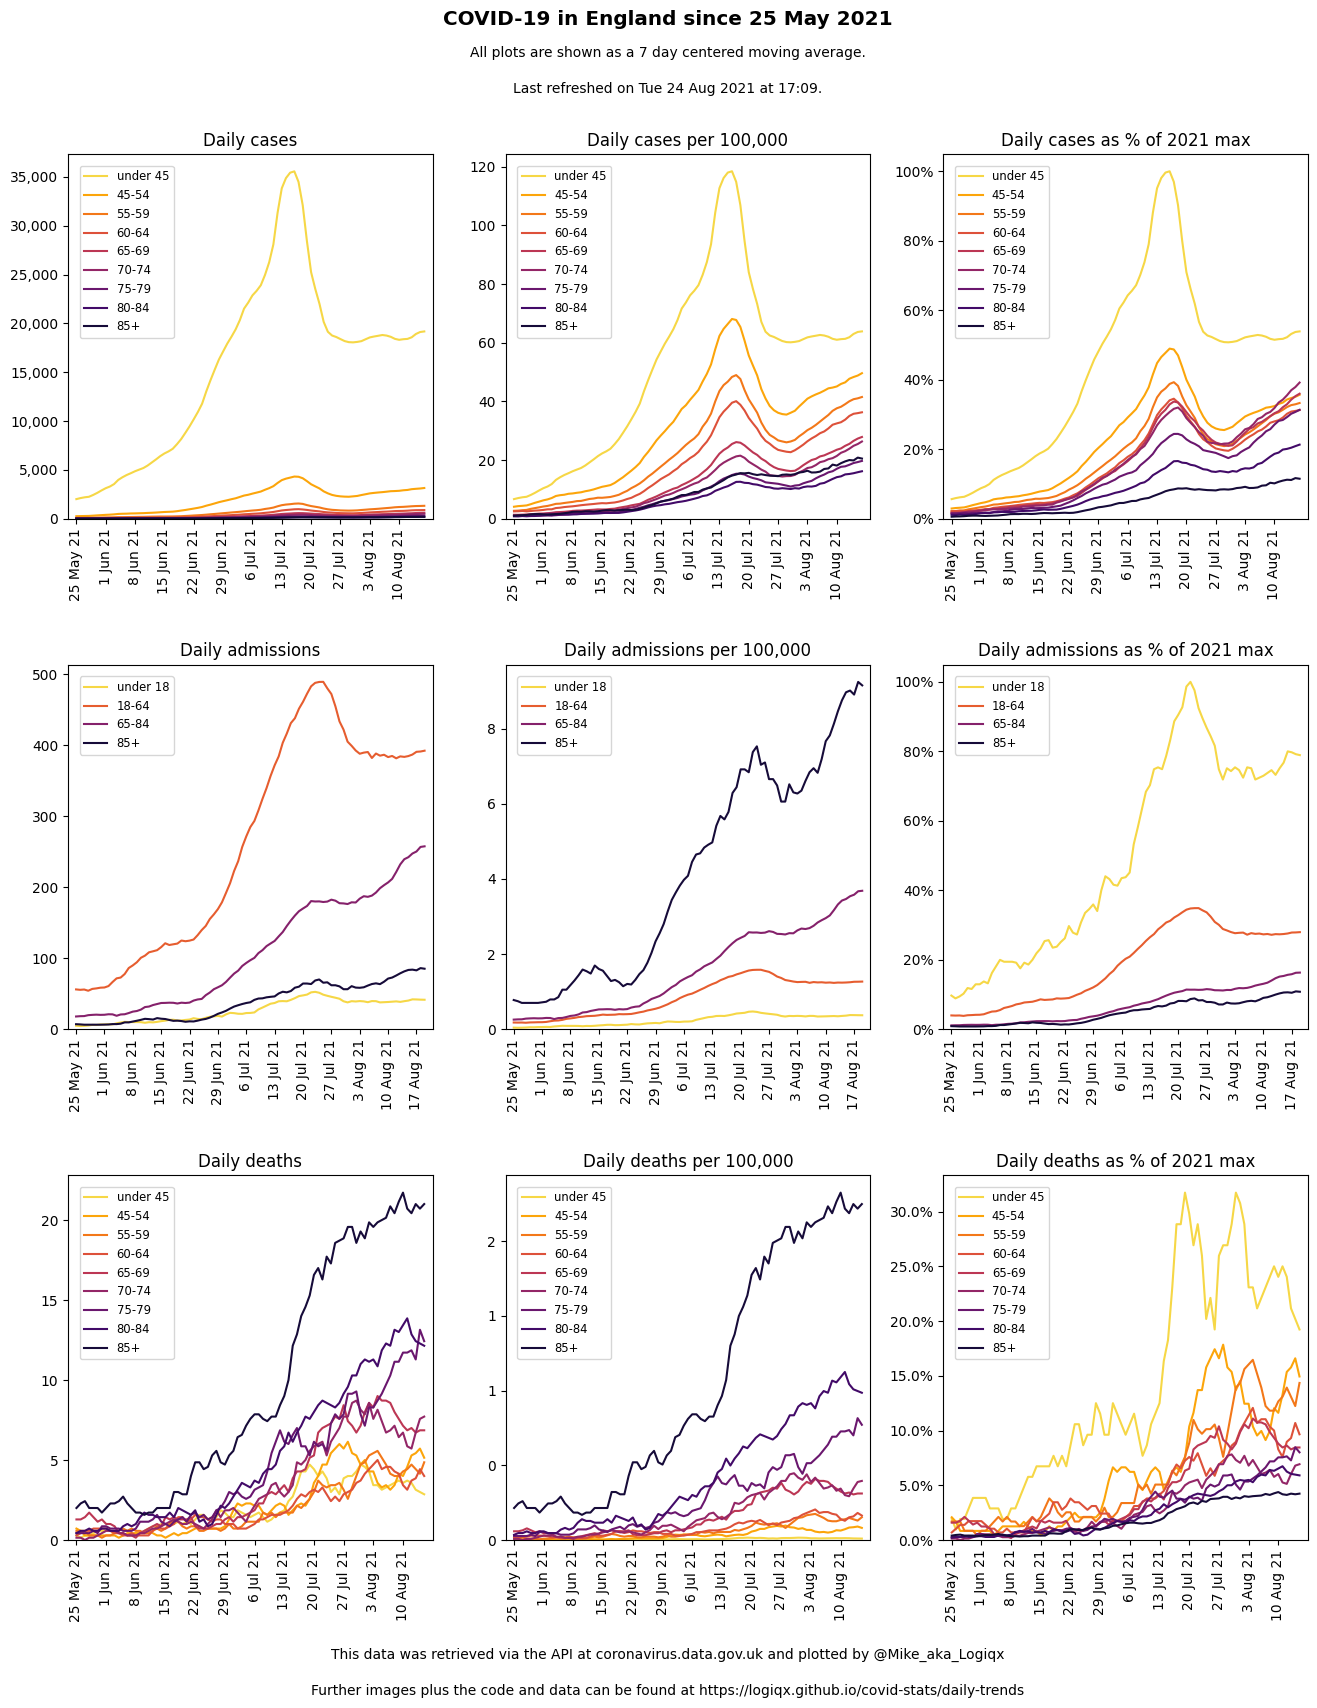 COVID-19 in England since 25 May 2021
All plots are shown as a 7 day centered moving average.
Last refreshed on Tue 24 Aug 2021 at 17:09.
Daily cases
35,000
30,000
25,000
20,000
15,000
10,000
5,000
0
under 45
45-54
55-59
60-64
65-69
70-74
75-79
80-84
85+
25 May 21
1 Jun 21
8 Jun 21
15 Jun 21
22 Jun 21
29 Jun 21
6 Jul 21
13 Jul 21
20 Jul 21
27 Jul 21
3 Aug 21
10 Aug 21
Daily cases per 100,000
120
100
80
60
40
20
0
under 45
45-54
55-59
60-64
65-69
70-74
75-79
80-84
85+
25 May 21
1 Jun 21
8 Jun 21
15 Jun 21
22 Jun 21
29 Jun 21
6 Jul 21
13 Jul 21
20 Jul 21
27 Jul 21
3 Aug 21
10 Aug 21
Daily cases as % of 2021 max
100%
80%
60%
40%
20%
0%
under 45
45-54
55-59
60-64
65-69
70-74
75-79
80-84
85+
25 May 21
1 Jun 21
8 Jun 21
15 Jun 21
22 Jun 21
29 Jun 21
6 Jul 21
13 Jul 21
20 Jul 21
27 Jul 21
3 Aug 21
10 Aug 21
Daily admissions
500
400
300
200
100
0
under 18
18-64
65-84
85+
25 May 21
1 Jun 21
8 Jun 21
15 Jun 21
22 Jun 21
29 Jun 21
6 Jul 21
13 Jul 21
20 Jul 21
27 Jul 21
3 Aug 21
10 Aug 21
17 Aug 21
Daily admissions per 100,000
8
6
4
2
0
under 18
18-64
65-84
85+
25 May 21
1 Jun 21
8 Jun 21
15 Jun 21
22 Jun 21
29 Jun 21
6 Jul 21
13 Jul 21
20 Jul 21
27 Jul 21
3 Aug 21
10 Aug 21
17 Aug 21
Daily admissions as % of 2021 max
100%
80%
60%
40%
20%
0%
under 18
18-64
65-84
85+
25 May 21
1 Jun 21
8 Jun 21
15 Jun 21
22 Jun 21
29 Jun 21
6 Jul 21
13 Jul 21
20 Jul 21
27 Jul 21
3 Aug 21
10 Aug 21
17 Aug 21
Daily deaths
20
15
10
5
0
under 45
45-54
55-59
60-64
65-69
70-74
75-79
80-84
85+
25 May 21
1 Jun 21
8 Jun 21
15 Jun 21
22 Jun 21
29 Jun 21
6 Jul 21
13 Jul 21
20 Jul 21
27 Jul 21
3 Aug 21
10 Aug 21
Daily deaths per 100,000
2
2
1
1
0
0
under 45
45-54
55-59
60-64
65-69
70-74
75-79
80-84
85+
25 May 21
1 Jun 21
8 Jun 21
15 Jun 21
22 Jun 21
29 Jun 21
6 Jul 21
13 Jul 21
20 Jul 21
27 Jul 21
3 Aug 21
10 Aug 21
Daily deaths as % of 2021 max
30.0%
25.0%
20.0%
15.0%
10.0%
5.0%
0.0%
under 45
45-54
55-59
60-64
65-69
70-74
75-79
80-84
85+
25 May 21
1 Jun 21
8 Jun 21
15 Jun 21
22 Jun 21
29 Jun 21
6 Jul 21
13 Jul 21
20 Jul 21
27 Jul 21
3 Aug 21
10 Aug 21
This data was retrieved via the API at coronavirus.data.gov.uk and plotted by @Mike_aka_Logiqx
Further images plus the code and data can be found at https://logiqx.github.io/covid-stats/daily-trends